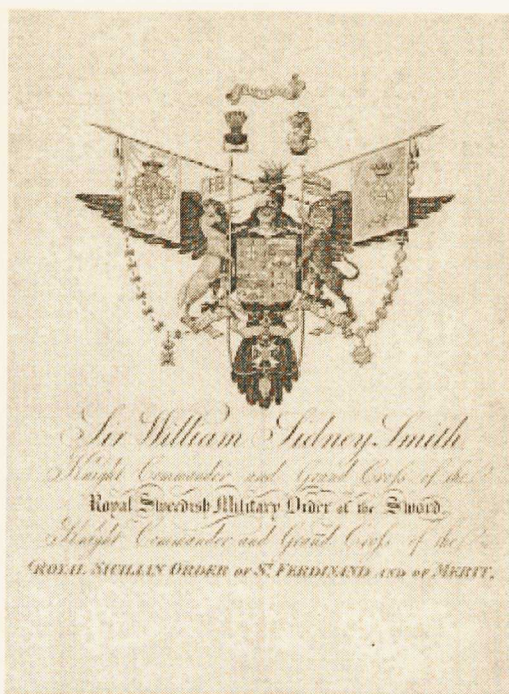 Sir William Sidney Smith
Knight Commander and Grand Croſs of the
Royal Sweedish Military Order of the Sword.
Knight Commander and Grand Croſs of the
ROYAL SICILIAN ORDER OF St. FERDINAND AND OF MERIT.